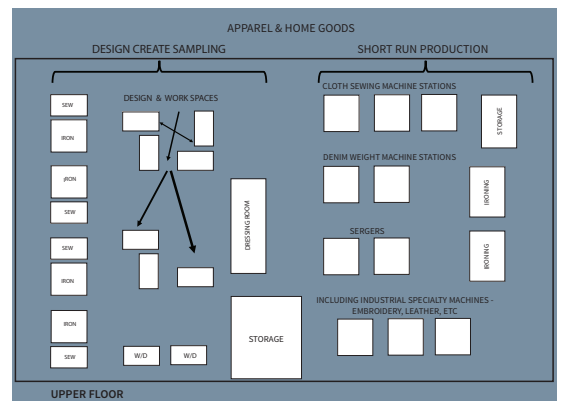 APPAREL & HOME GOODS
DESIGN CREATE SAMPLING
SHORT RUN PRODUCTION
SEW
IRON
IRON
SEW
SEW
IRON
IRON
SEW
DESIGN & WORK SPACES
DRESSING ROOM
STORAGE
W/D
W/D
CLOTH SEWING MACHINE STATIONS
STORAGE
DENIM WEIGHT MACHINE STATIONS
IRONING
SERGERS
IRONING
INCLUDING INDUSTRIAL SPECIALTY MACHINES -
EMBROIDERY, LEATHER, ETC
UPPER FLOOR